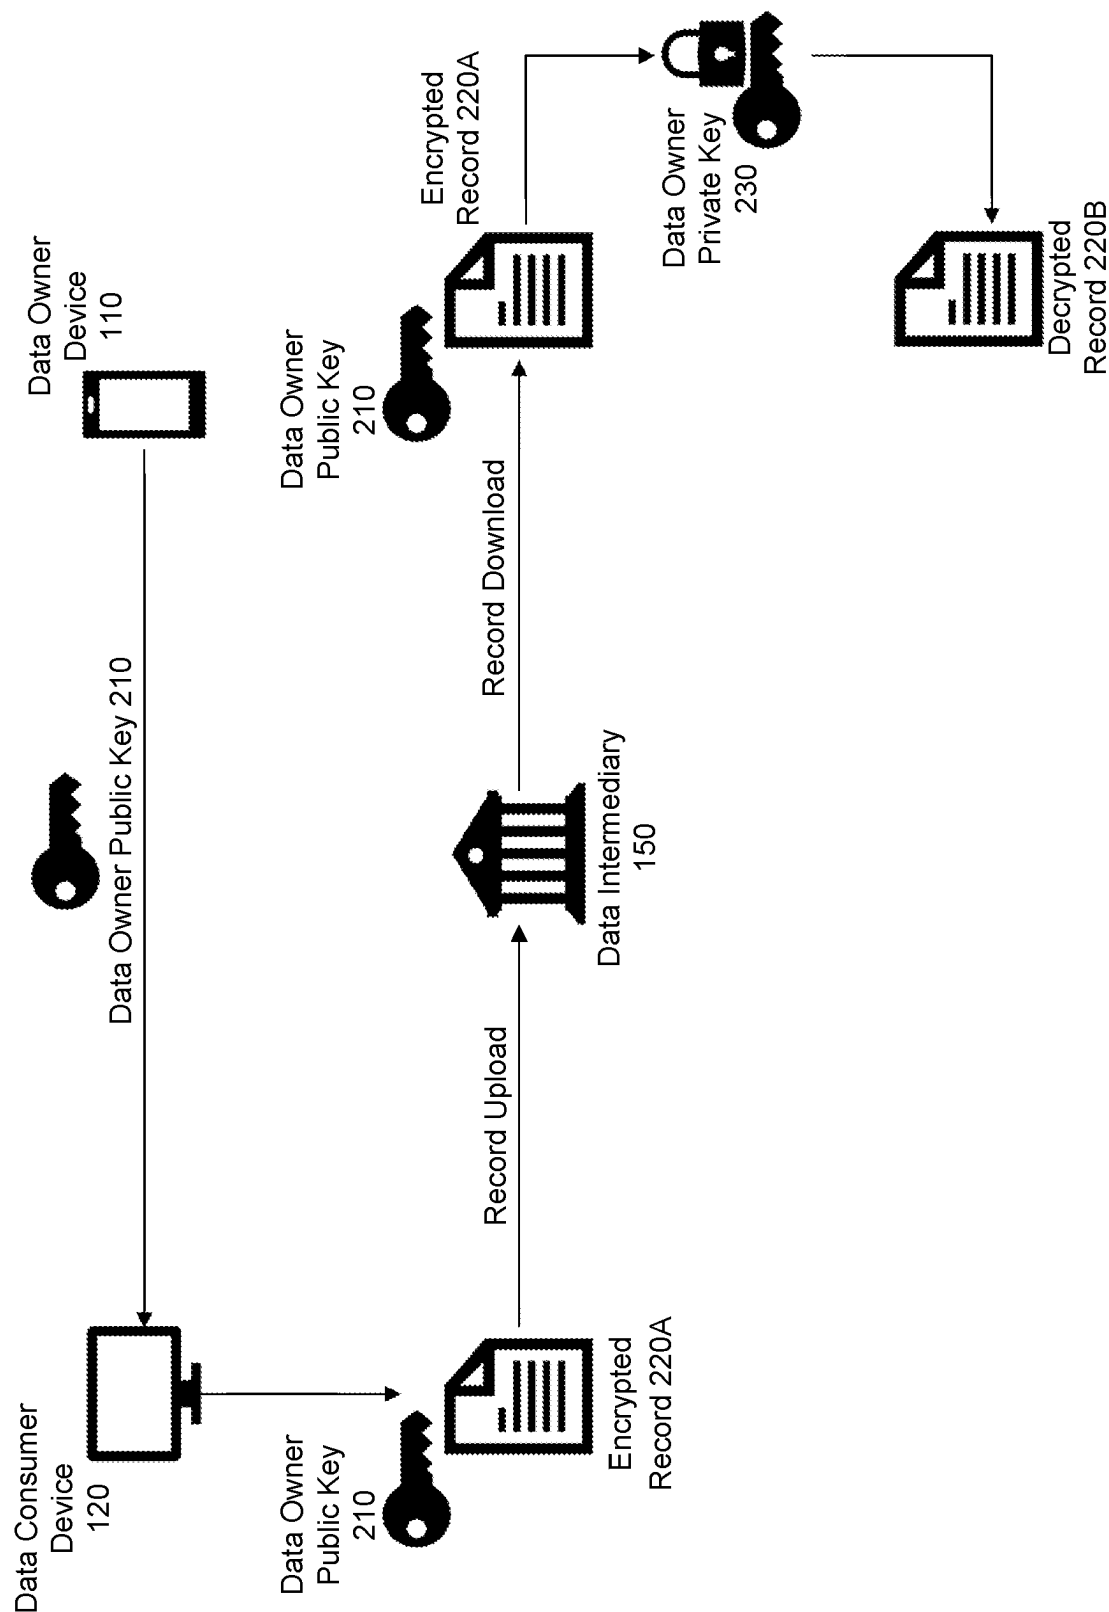 Data Consumer
Device
120
Data Owner Public Key 210
Data Owner
Device
110
Data Owner
Public Key
210
Encrypted
Record 220A
Record Upload
Data Intermediary
150
Record Download
Data Owner
Public Key
210
Encrypted
Record 220A
Data Owner
Private Key
230
Decrypted
Record 220B